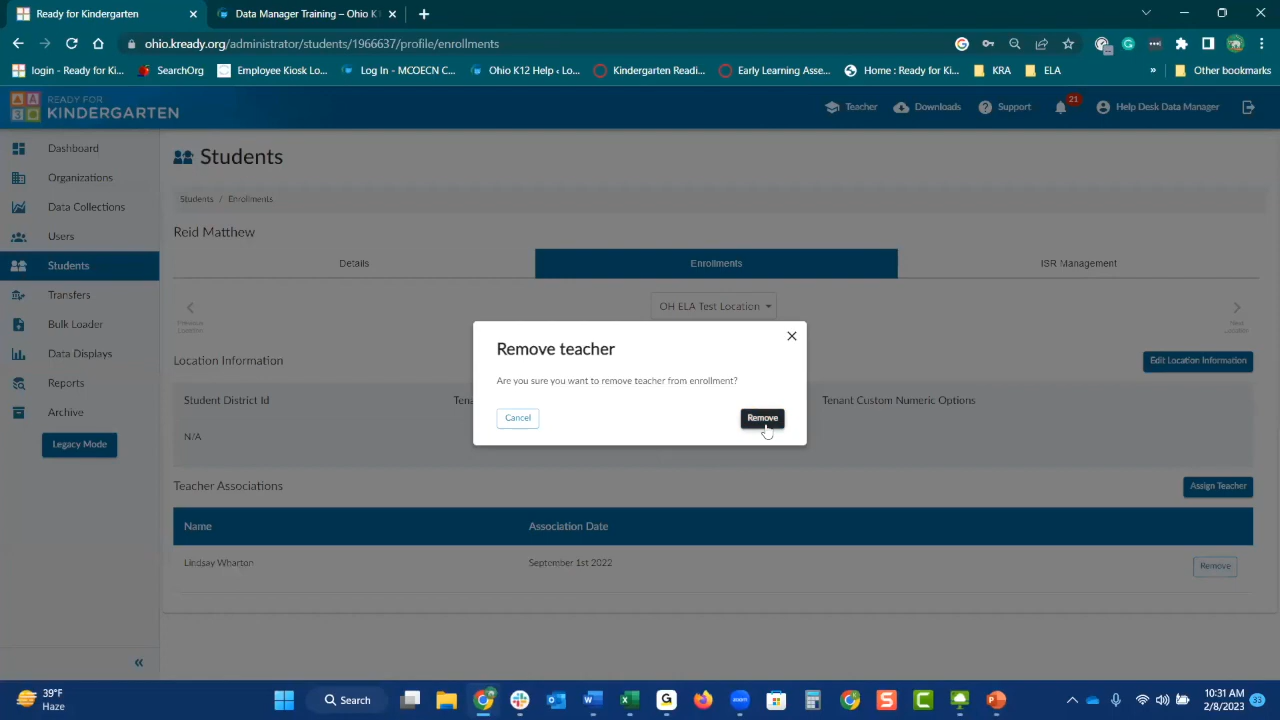 Ready for Kindergarten
Data Manager Training – Ohio K
ohio.kready.org/administrator/students/1966637/profile/enrollments
login - Ready for Ki...
SearchOrg
Employee Kiosk Lo...
Log In - MCOECN C...
Ohio K12 Help ‹ Lo...
Kindergarten Readi...
Early Learning Asse...
Home : Ready for Ki...
KRA
ELA
»
Other bookmarks
READY FOR
KINDERGARTEN
Teacher
Downloads
Support
21
Help Desk Data Manager
Dashboard
Organizations
Data Collections
Users
Students
Transfers
Bulk Loader
Data Displays
Reports
Archive
Legacy Mode
«
Students
Students / Enrollments
Reid Matthew
Details
Enrollments
ISR Management
Previous
Location
OH ELA Test Location
Next
Location
Location Information
Edit Location Information
Student District Id
Tenant Custom Numeric Options
N/A
Remove teacher
Are you sure you want to remove teacher from enrollment?
Cancel
Remove
Teacher Associations
Assign Teacher
Name
Association Date
Lindsay Wharton
September 1st 2022
Remove
39°F
Haze
Search
zoom
10:31 AM
2/8/2023
33